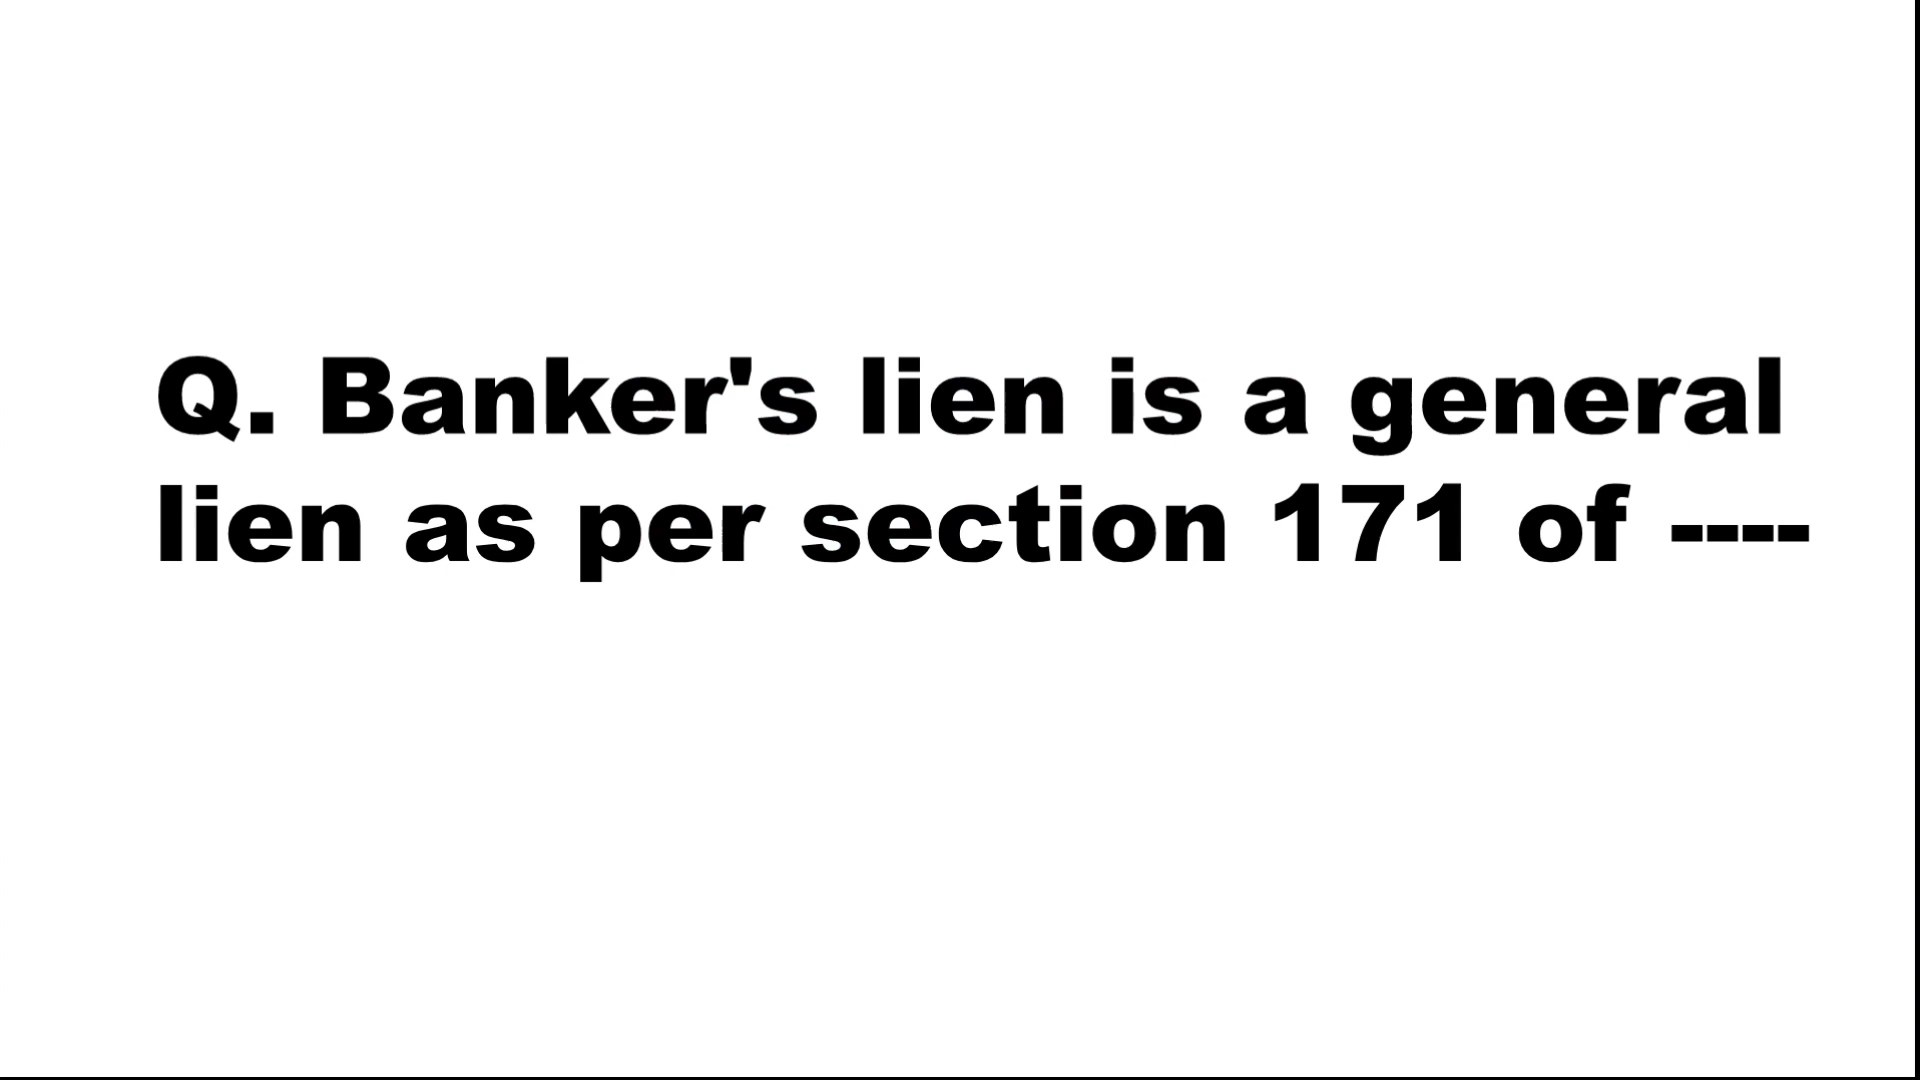 Q. Banker's lien is a general
lien as per section 171 of ----